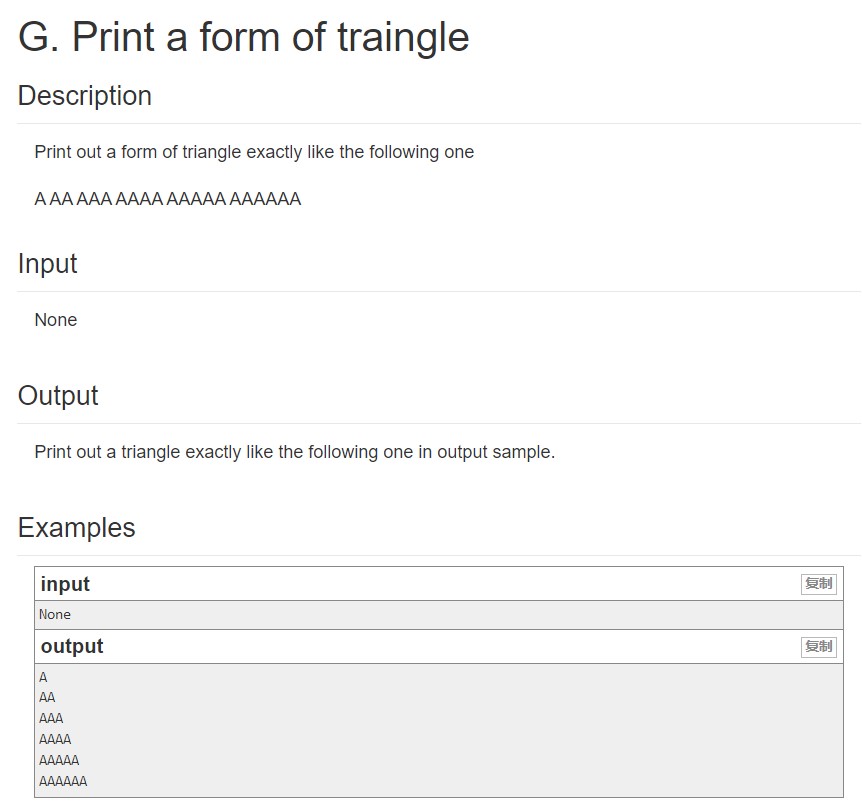 G. Print a form of traingle
Description
Print out a form of triangle exactly like the following one
A AA AAA AAAA AAAAA AAAAAA
Input
None
Output
Print out a triangle exactly like the following one in output sample.
Examples
input 复制
None
output 复制
A
AA
AAA
AAAA
AAAAA
AAAAAA